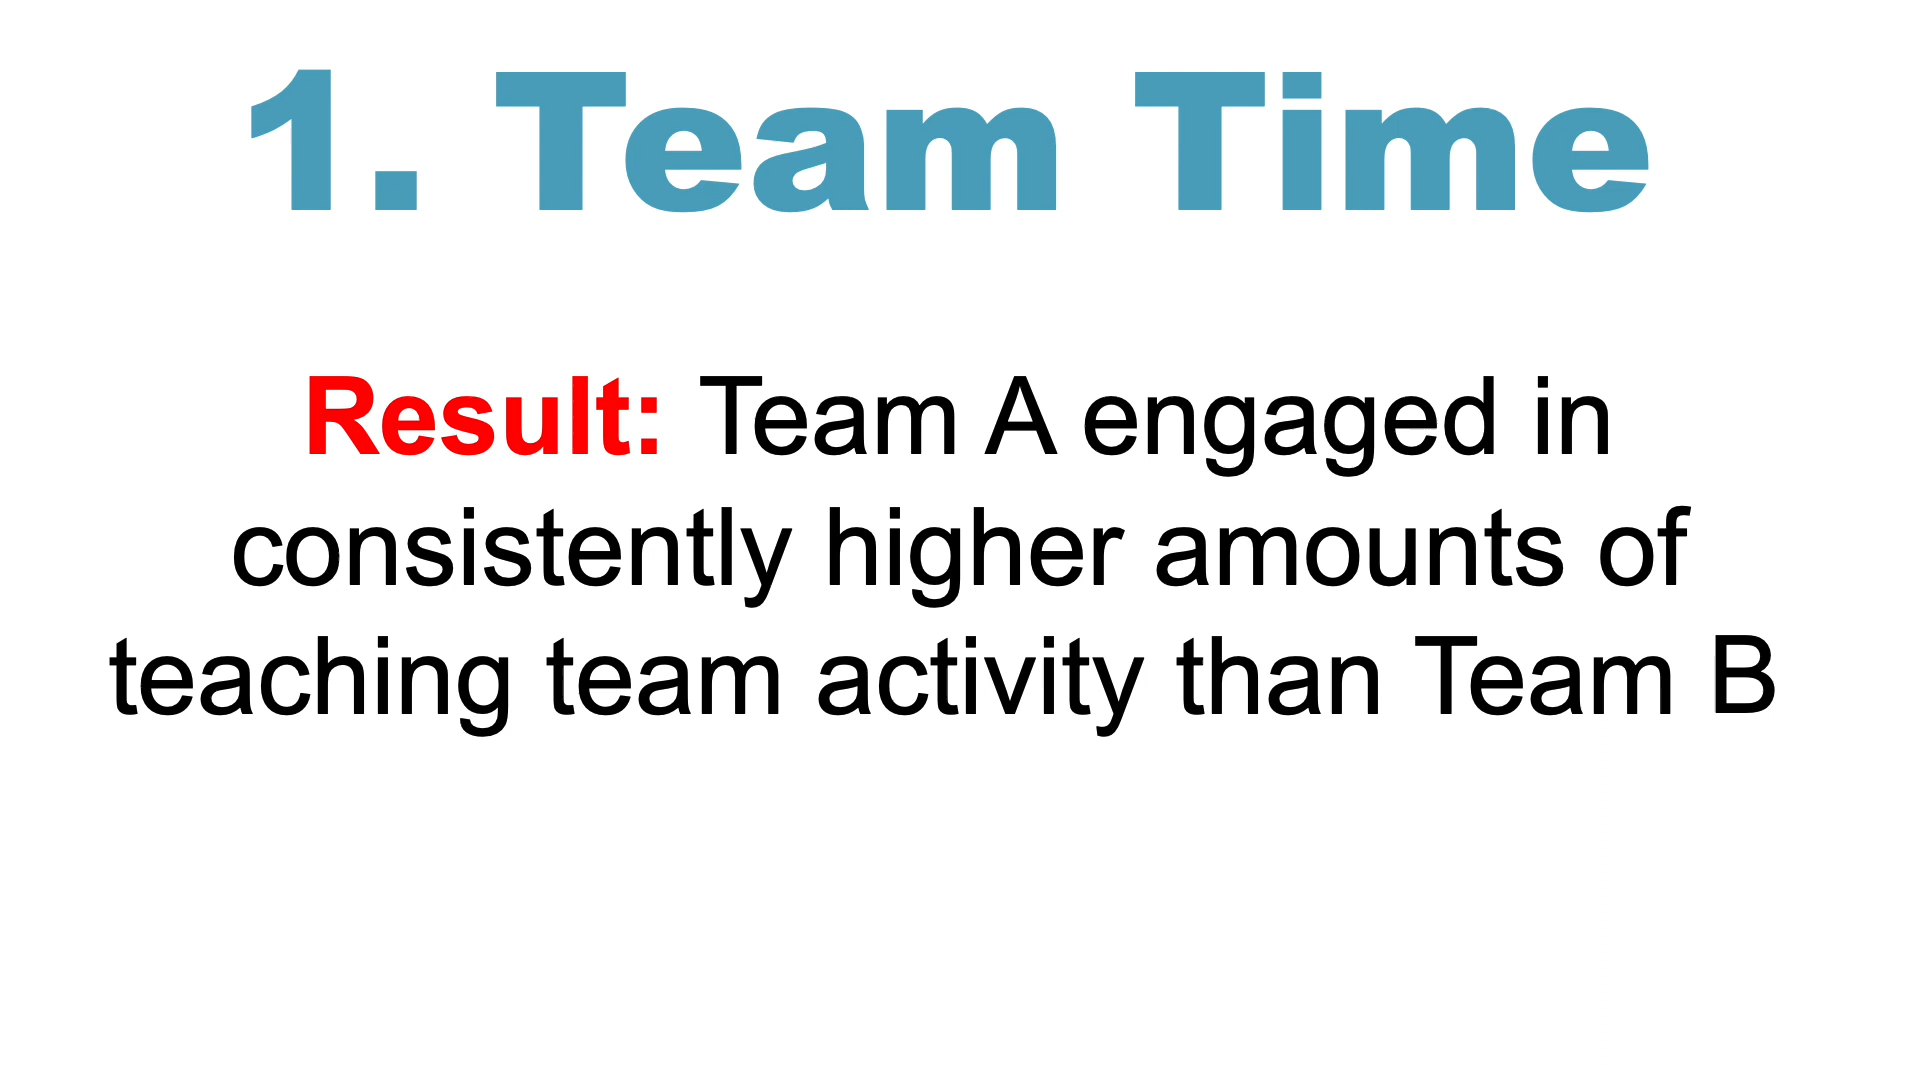 1. Team Time
Result: Team A engaged in
consistently higher amounts of
teaching team activity than Team B